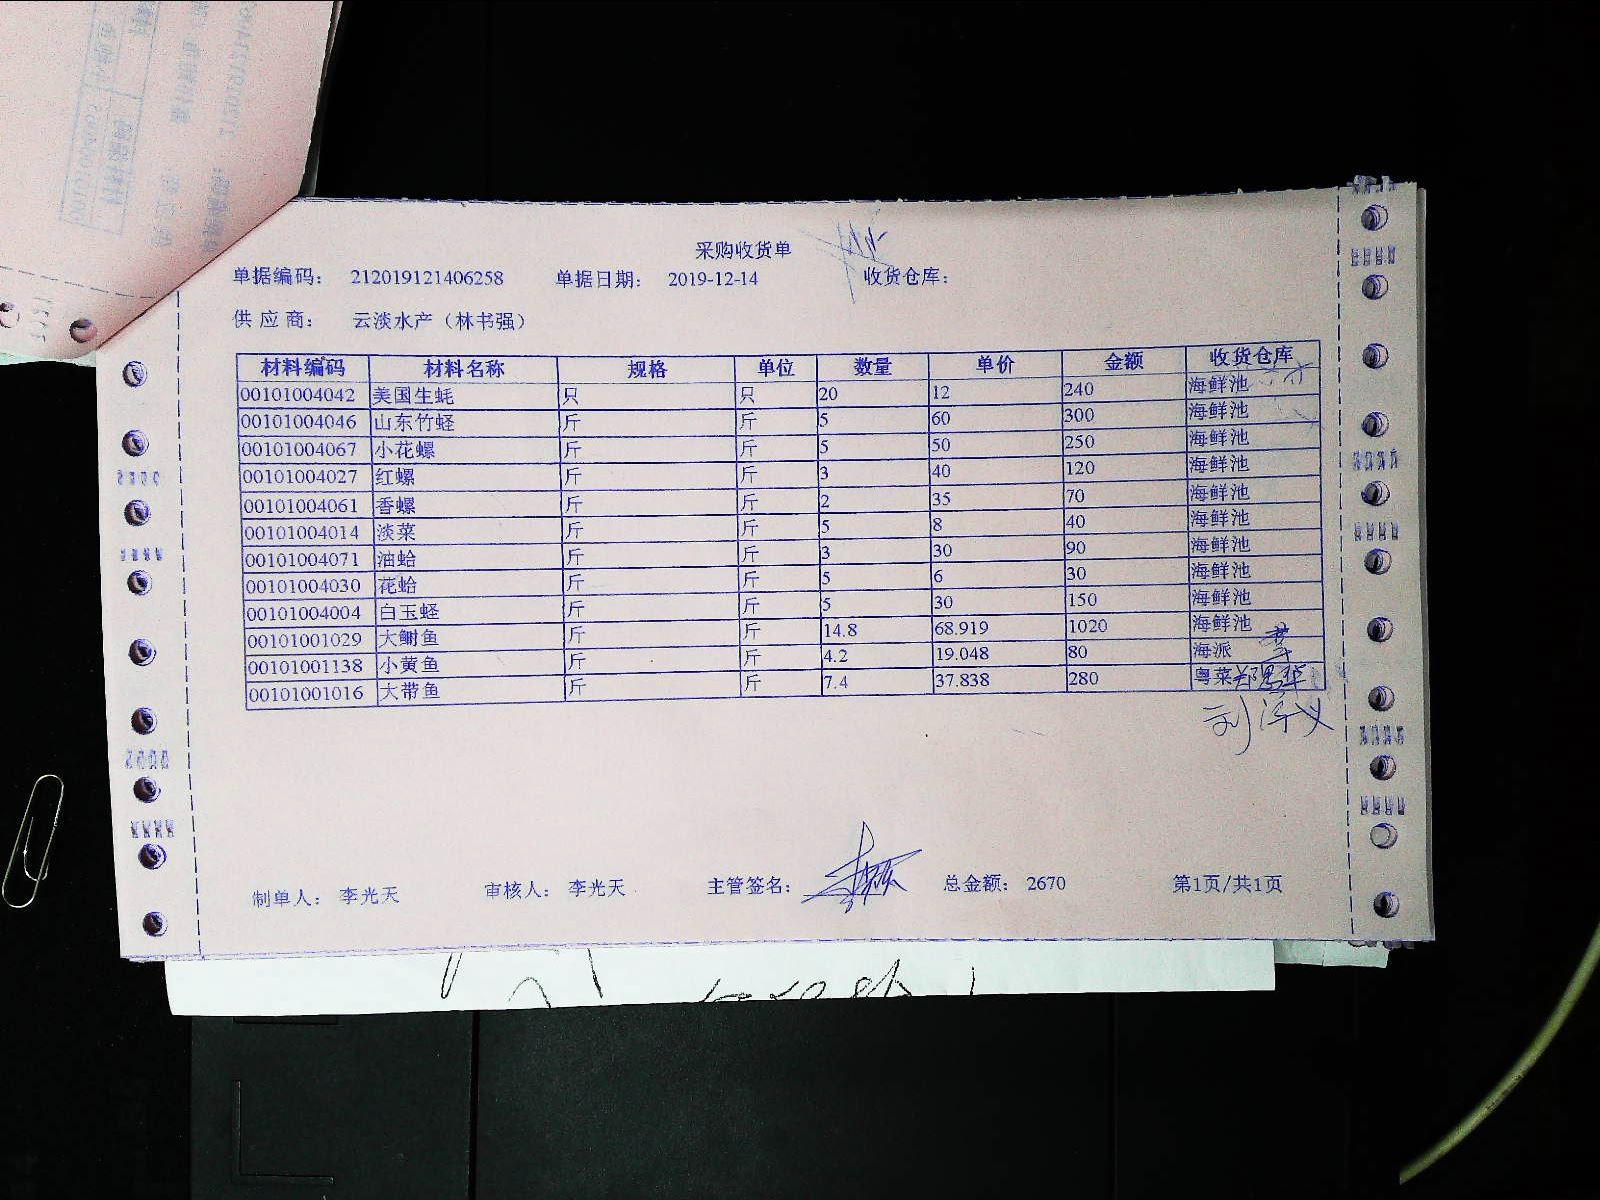 采购收货单
单据编码： 212019121406258 单据日期： 2019-12-14 收货仓库：
供应商： 云淡水产（林书强）
材料编码 材料名称 规格 单位 数量 单价 金额 收货仓库
00101004042 美国生蚝 只 只 20 12 240 海鲜池
00101004046 山东竹蛏 斤 斤 5 60 300 海鲜池
00101004067 小花螺 斤 斤 5 50 250 海鲜池
00101004027 红螺 斤 斤 3 40 120 海鲜池
00101004061 香螺 斤 斤 2 35 70 海鲜池
00101004014 淡菜 斤 斤 5 8 40 海鲜池
00101004071 油蛤 斤 斤 3 30 90 海鲜池
00101004030 花蛤 斤 斤 5 6 30 海鲜池
00101004004 白玉蛏 斤 斤 5 30 150 海鲜池
00101001029 大鲥鱼 斤 斤 14.8 68.919 1020 海鲜池
00101001138 小黄鱼 斤 斤 4.2 19.048 80 海派
00101001016 大带鱼 斤 斤 7.4 37.838 280 粤菜
制单人： 李光天 审核人： 李光天 主管签名： 总金额： 2670 第1页/共1页